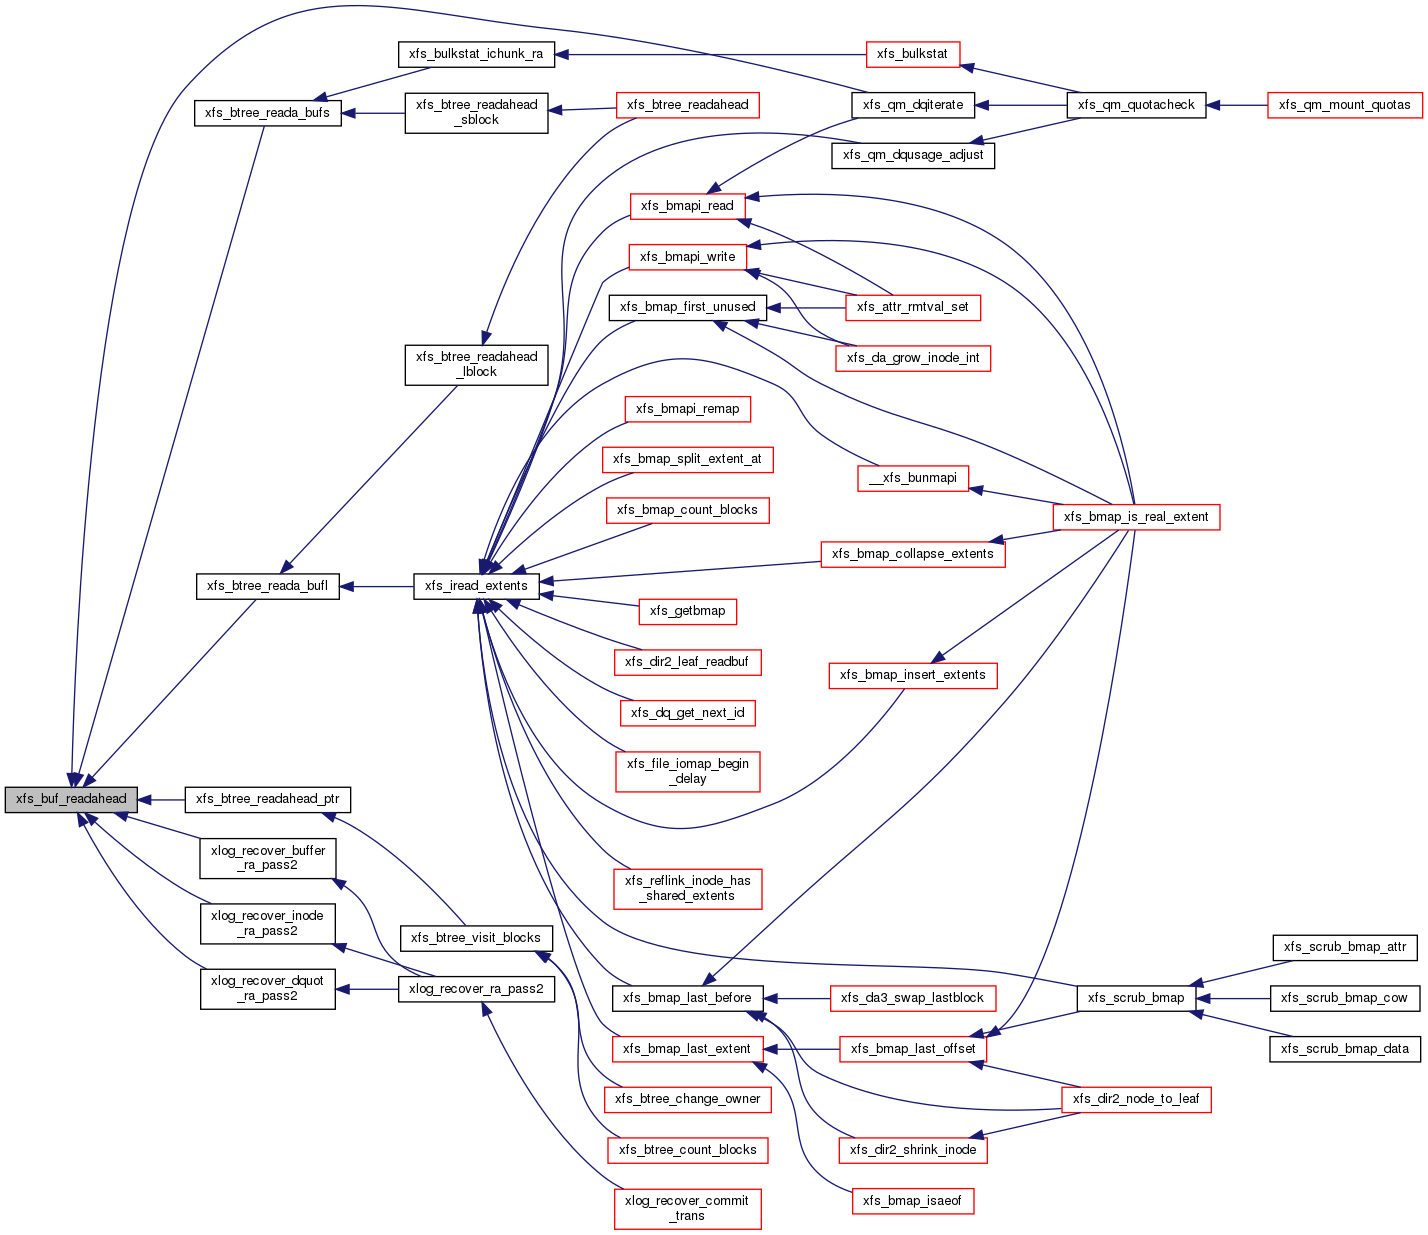 xfs_bulkstat_ichunk_ra
xfs_bulkstat
xfs_btree_reada_bufs
xfs_btree_readahead
_sblock
xfs_btree_readahead
xfs_qm_dqiterate
xfs_qm_quotacheck
xfs_qm_mount_quotas
xfs_qm_dqusage_adjust
xfs_bmapi_read
xfs_bmapi_write
xfs_bmap_first_unused
xfs_attr_rmtval_set
xfs_btree_readahead
_lblock
xfs_da_grow_inode_int
xfs_bmapi_remap
xfs_bmap_split_extent_at
__xfs_bunmapi
xfs_bmap_count_blocks
xfs_bmap_is_real_extent
xfs_bmap_collapse_extents
xfs_btree_reada_bufl
xfs_iread_extents
xfs_getbmap
xfs_dir2_leaf_readbuf
xfs_bmap_insert_extents
xfs_dq_get_next_id
xfs_file_iomap_begin
_delay
xfs_buf_readahead
xfs_btree_readahead_ptr
xlog_recover_buffer
_ra_pass2
xfs_reflink_inode_has
_shared_extents
xlog_recover_inode
_ra_pass2
xfs_btree_visit_blocks
xfs_scrub_bmap_attr
xlog_recover_dquot
_ra_pass2
xlog_recover_ra_pass2
xfs_bmap_last_before
xfs_da3_swap_lastblock
xfs_scrub_bmap
xfs_scrub_bmap_cow
xfs_bmap_last_extent
xfs_bmap_last_offset
xfs_scrub_bmap_data
xfs_btree_change_owner
xfs_dir2_node_to_leaf
xfs_btree_count_blocks
xfs_dir2_shrink_inode
xlog_recover_commit
_trans
xfs_bmap_isaeof